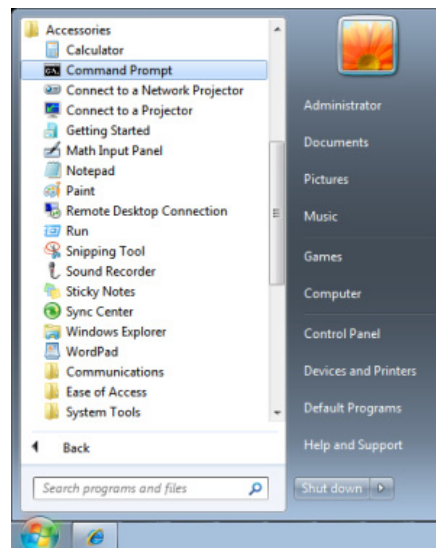 Accessories
Calculator
Command Prompt
Connect to a Network Projector
Connect to a Projector
Getting Started
Math Input Panel
Notepad
Paint
Remote Desktop Connection
Run
Snipping Tool
Sound Recorder
Sticky Notes
Sync Center
Windows Explorer
WordPad
Communications
Ease of Access
System Tools
Back
Search programs and files
Administrator
Documents
Pictures
Music
Games
Computer
Control Panel
Devices and Printers
Default Programs
Help and Support
Shut down